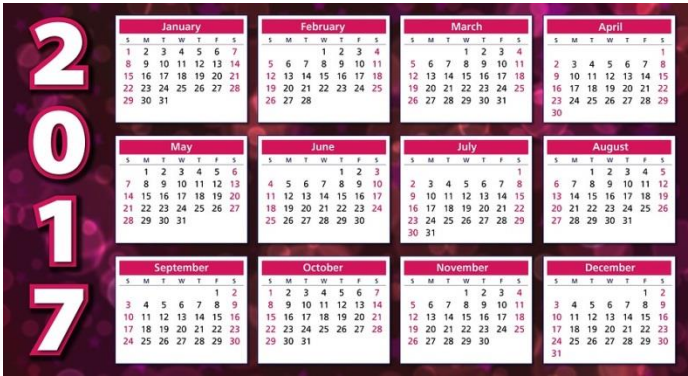 2017
January
S M T W T F S
1 2 3 4 5 6 7
8 9 10 11 12 13 14
15 16 17 18 19 20 21
22 23 24 25 26 27 28
29 30 31
February
S M T W T F S
1 2 3 4
5 6 7 8 9 10 11
12 13 14 15 16 17 18
19 20 21 22 23 24 25
26 27 28
March
S M T W T F S
1 2 3 4
5 6 7 8 9 10 11
12 13 14 15 16 17 18
19 20 21 22 23 24 25
26 27 28 29 30 31
April
S M T W T F S
1
2 3 4 5 6 7 8
9 10 11 12 13 14 15
16 17 18 19 20 21 22
23 24 25 26 27 28 29
30
May
S M T W T F S
1 2 3 4 5 6
7 8 9 10 11 12 13
14 15 16 17 18 19 20
21 22 23 24 25 26 27
28 29 30 31
June
S M T W T F S
1 2 3
4 5 6 7 8 9 10
11 12 13 14 15 16 17
18 19 20 21 22 23 24
25 26 27 28 29 30
July
S M T W T F S
1
2 3 4 5 6 7 8
9 10 11 12 13 14 15
16 17 18 19 20 21 22
23 24 25 26 27 28 29
30 31
August
S M T W T F S
1 2 3 4 5
6 7 8 9 10 11 12
13 14 15 16 17 18 19
20 21 22 23 24 25 26
27 28 29 30 31
September
S M T W T F S
1 2
3 4 5 6 7 8 9
10 11 12 13 14 15 16
17 18 19 20 21 22 23
24 25 26 27 28 29 30
October
S M T W T F S
1 2 3 4 5 6 7
8 9 10 11 12 13 14
15 16 17 18 19 20 21
22 23 24 25 26 27 28
29 30 31
November
S M T W T F S
1 2 3 4
5 6 7 8 9 10 11
12 13 14 15 16 17 18
19 20 21 22 23 24 25
26 27 28 29 30
December
S M T W T F S
1 2
3 4 5 6 7 8 9
10 11 12 13 14 15 16
17 18 19 20 21 22 23
24 25 26 27 28 29 30
31